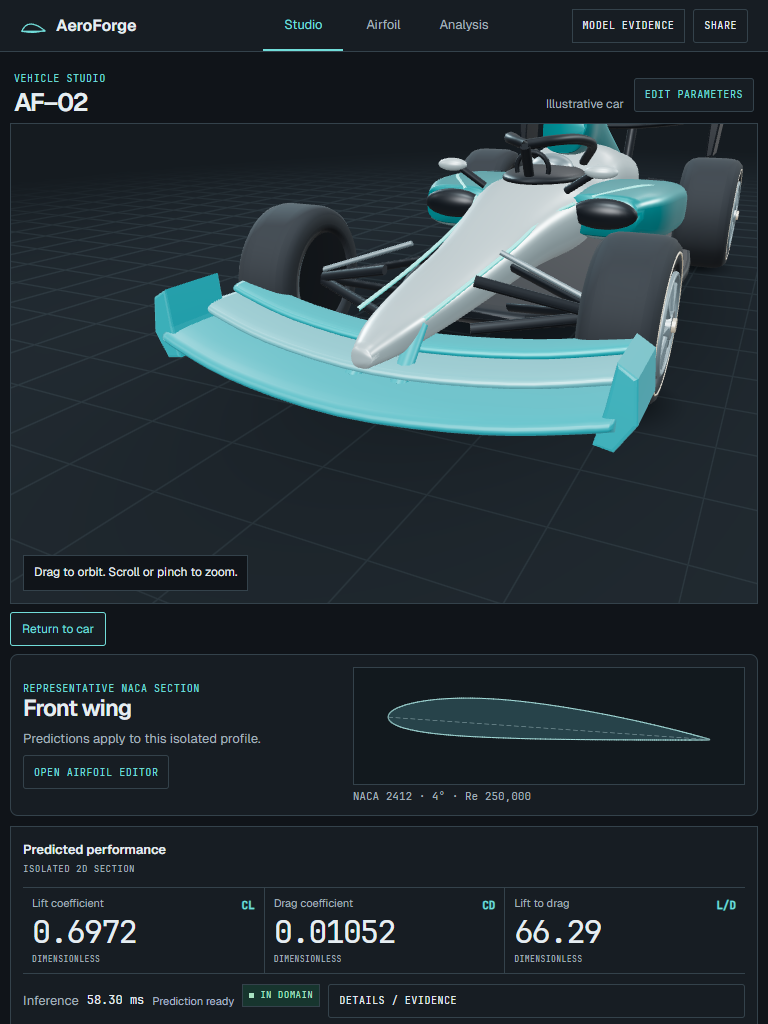 AeroForge
Studio
Airfoil
Analysis
MODEL EVIDENCE
SHARE
VEHICLE STUDIO
AF–02
Illustrative car
EDIT PARAMETERS
Drag to orbit. Scroll or pinch to zoom.
Return to car
REPRESENTATIVE NACA SECTION
Front wing
Predictions apply to this isolated profile.
OPEN AIRFOIL EDITOR
NACA 2412 · 4° · Re 250,000
Predicted performance
ISOLATED 2D SECTION
Lift coefficient CL
0.6972
DIMENSIONLESS
Drag coefficient CD
0.01052
DIMENSIONLESS
Lift to drag L/D
66.29
DIMENSIONLESS
Inference 58.30 ms Prediction ready
IN DOMAIN
DETAILS / EVIDENCE